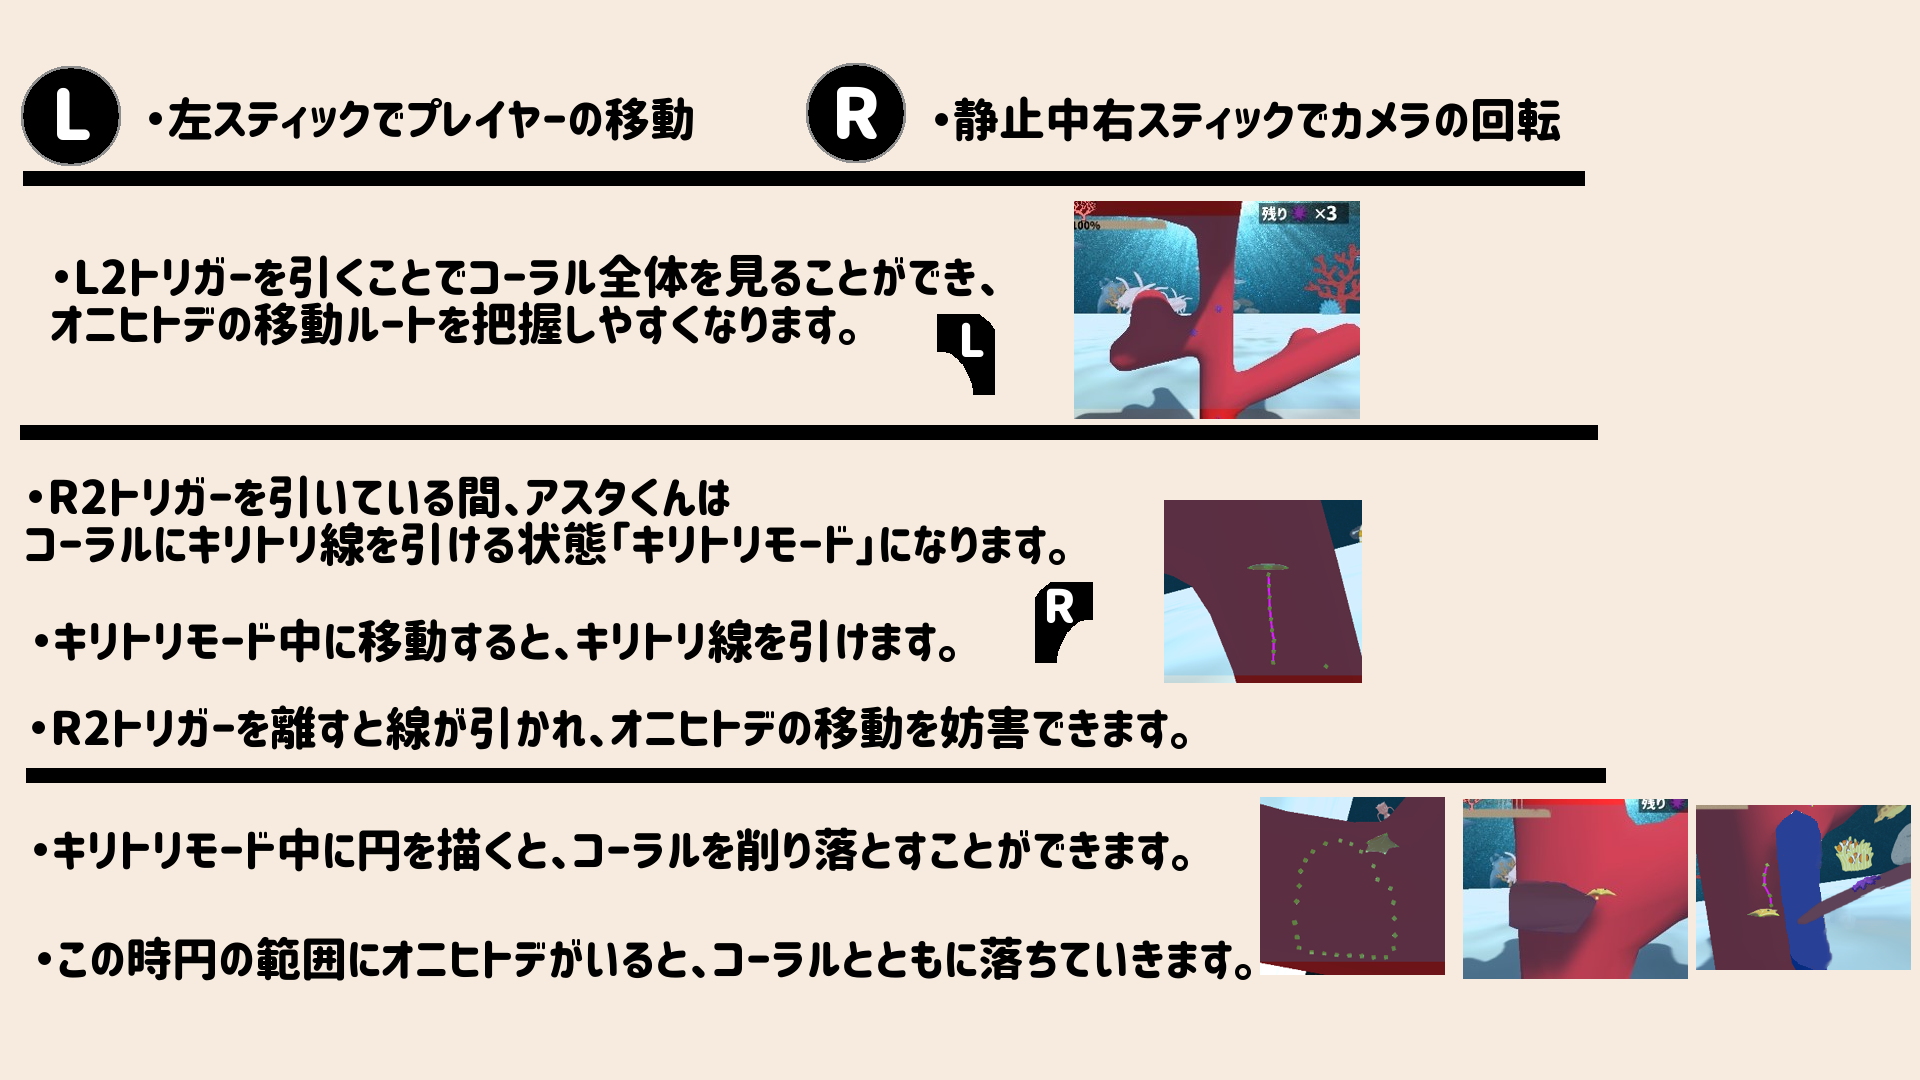 L
・左スティックでプレイヤーの移動
R
・静止中右スティックでカメラの回転
・L2トリガーを引くことでコーラル全体を見ることができ、
オニヒトデの移動ルートを把握しやすくなります。
L
残り ×3
100%
・R2トリガーを引いている間、アスタくんは
コーラルにキリトリ線を引ける状態「キリトリモード」になります。
・キリトリモード中に移動すると、キリトリ線を引けます。
R
・R2トリガーを離すと線が引かれ、オニヒトデの移動を妨害できます。
・キリトリモード中に円を描くと、コーラルを削り落とすことができます。
残り
・この時円の範囲にオニヒトデがいると、コーラルとともに落ちていきます。